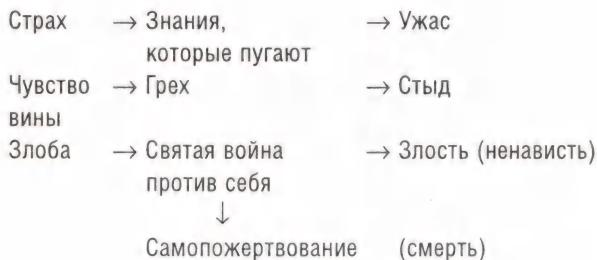 Страх → Знания, → Ужас
которые пугают
Чувство → Грех → Стыд
вины
Злоба → Святая война → Злость (ненависть)
против себя
↓
Самопожертвование (смерть)